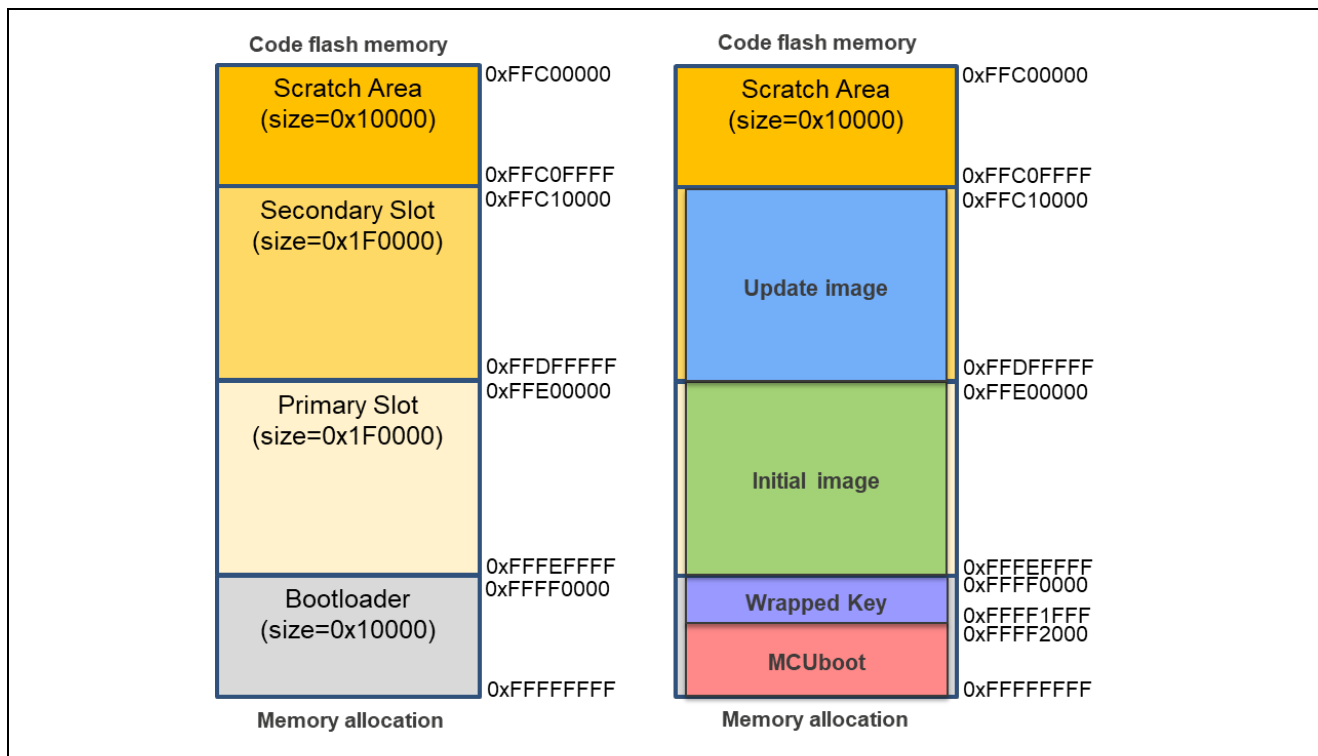 Code flash memory
Scratch Area
(size=0x10000)
0xFFC00000
0xFFC0FFFF
Secondary Slot
(size=0x1F0000)
0xFFC10000
0xFFDFFFFF
Primary Slot
(size=0x1F0000)
0xFFE00000
0xFFFEFFFF
Bootloader
(size=0x10000)
0xFFFF0000
0xFFFFFFFF
Memory allocation
Code flash memory
Scratch Area
(size=0x10000)
0xFFC00000
0xFFC0FFFF
0xFFC10000
Update image
0xFFDFFFFF
0xFFE00000
Initial image
0xFFFEFFFF
0xFFFF0000
Wrapped Key
0xFFFF1FFF
0xFFFF2000
MCUboot
0xFFFFFFFF
Memory allocation